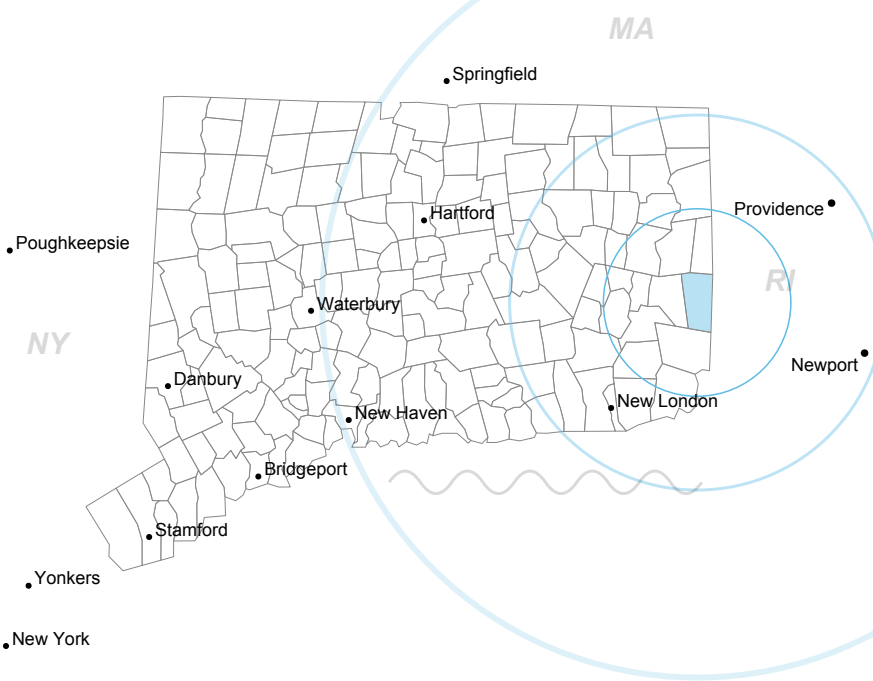 MA
Springfield
Providence
Hartford
Poughkeepsie
RI
Waterbury
NY
Newport
Danbury
New London
New Haven
Bridgeport
Stamford
Yonkers
New York